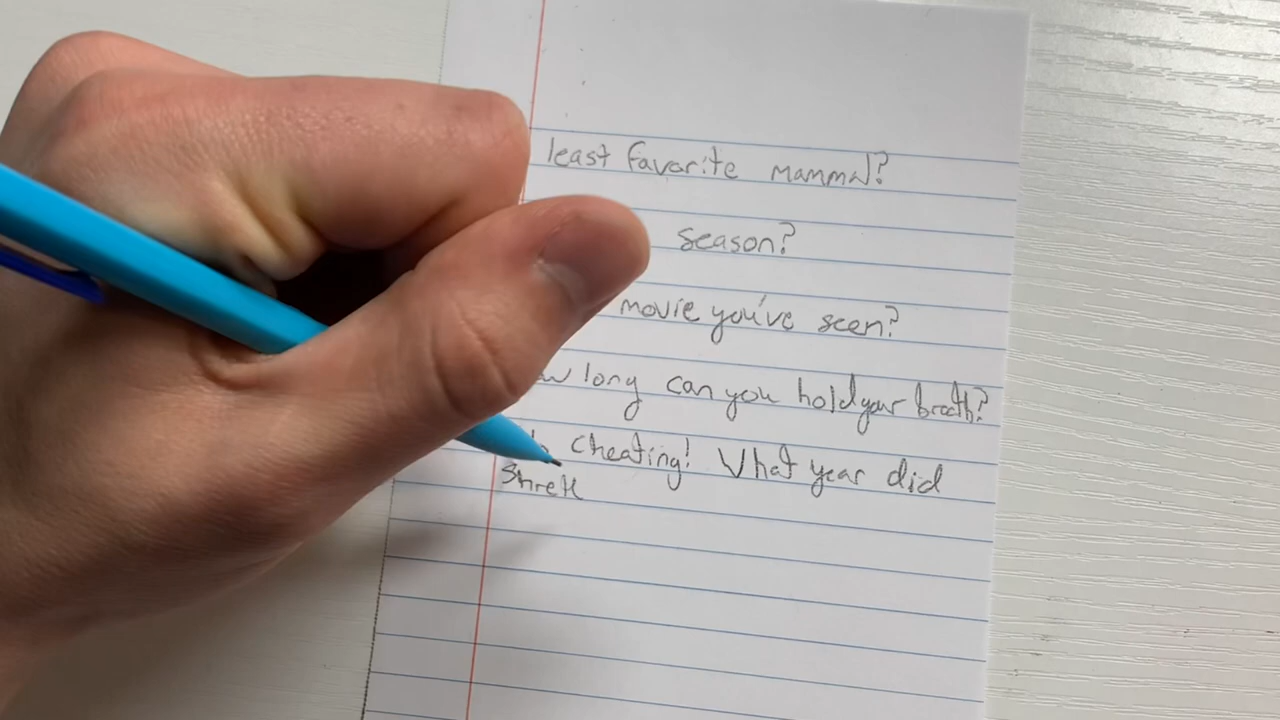 least favorite mammal?
season?
movie you've seen?
long can you hold your breath?
cheating! What year did
Shrek